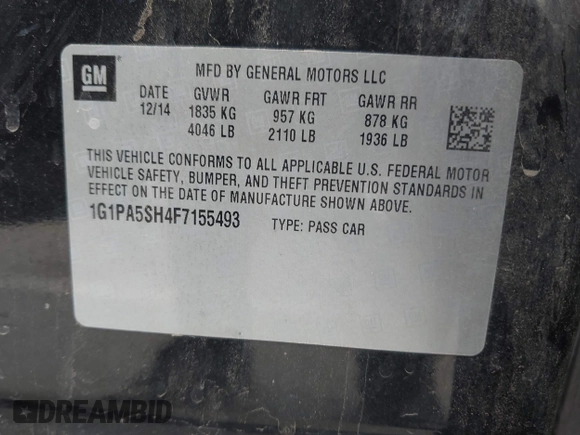 GM
MFD BY GENERAL MOTORS LLC
DATE GVWR GAWR FRT GAWR RR
12/14 1835 KG 957 KG 878 KG
4046 LB 2110 LB 1936 LB
THIS VEHICLE CONFORMS TO ALL APPLICABLE U.S. FEDERAL MOTOR
VEHICLE SAFETY, BUMPER, AND THEFT PREVENTION STANDARDS IN
EFFECT ON THE DATE OF MANUFACTURE SHOWN ABOVE.
1G1PA5SH4F7155493 TYPE: PASS CAR
DREAMBID